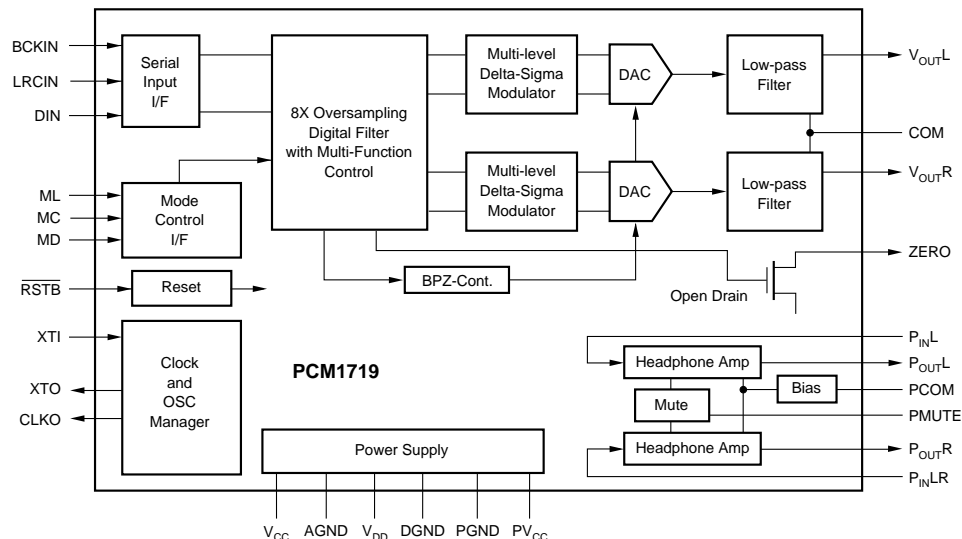 BCKIN
LRCIN
DIN
ML
MC
MD
RSTB
XTI
XTO
CLKO
Serial
Input
I/F
Mode
Control
I/F
Reset
Clock
and
OSC
Manager
8X Oversampling
Digital Filter
with Multi-Function
Control
Multi-level
Delta-Sigma
Modulator
DAC
Low-pass
Filter
Multi-level
Delta-Sigma
Modulator
DAC
Low-pass
Filter
BPZ-Cont.
Open Drain
PCM1719
Headphone Amp
Mute
Bias
Headphone Amp
Power Supply
VOUTL
COM
VOUTR
ZERO
PINL
POUTL
PCOM
PMUTE
POUTR
PINLR
VCC
AGND
VDD
DGND
PGND
PVCC